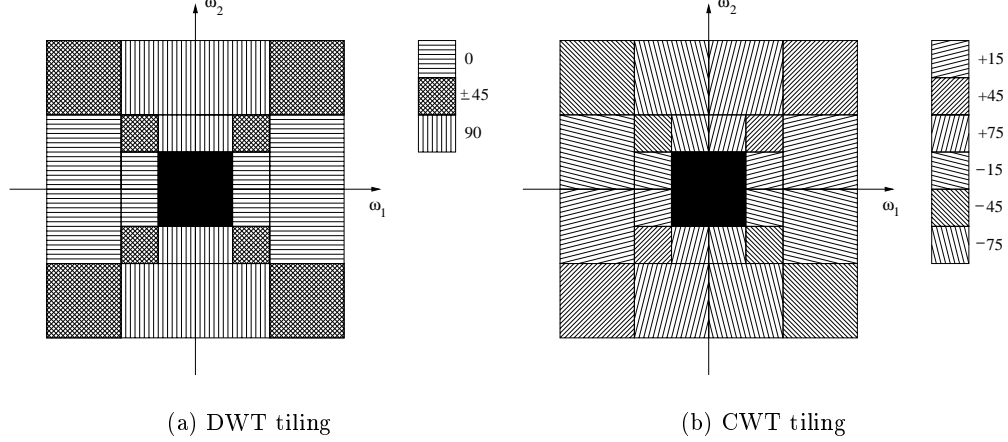 ω2
0
±45
90
ω1
(a) DWT tiling
ω2
+15
+45
+75
−15
−45
−75
ω1
(b) CWT tiling